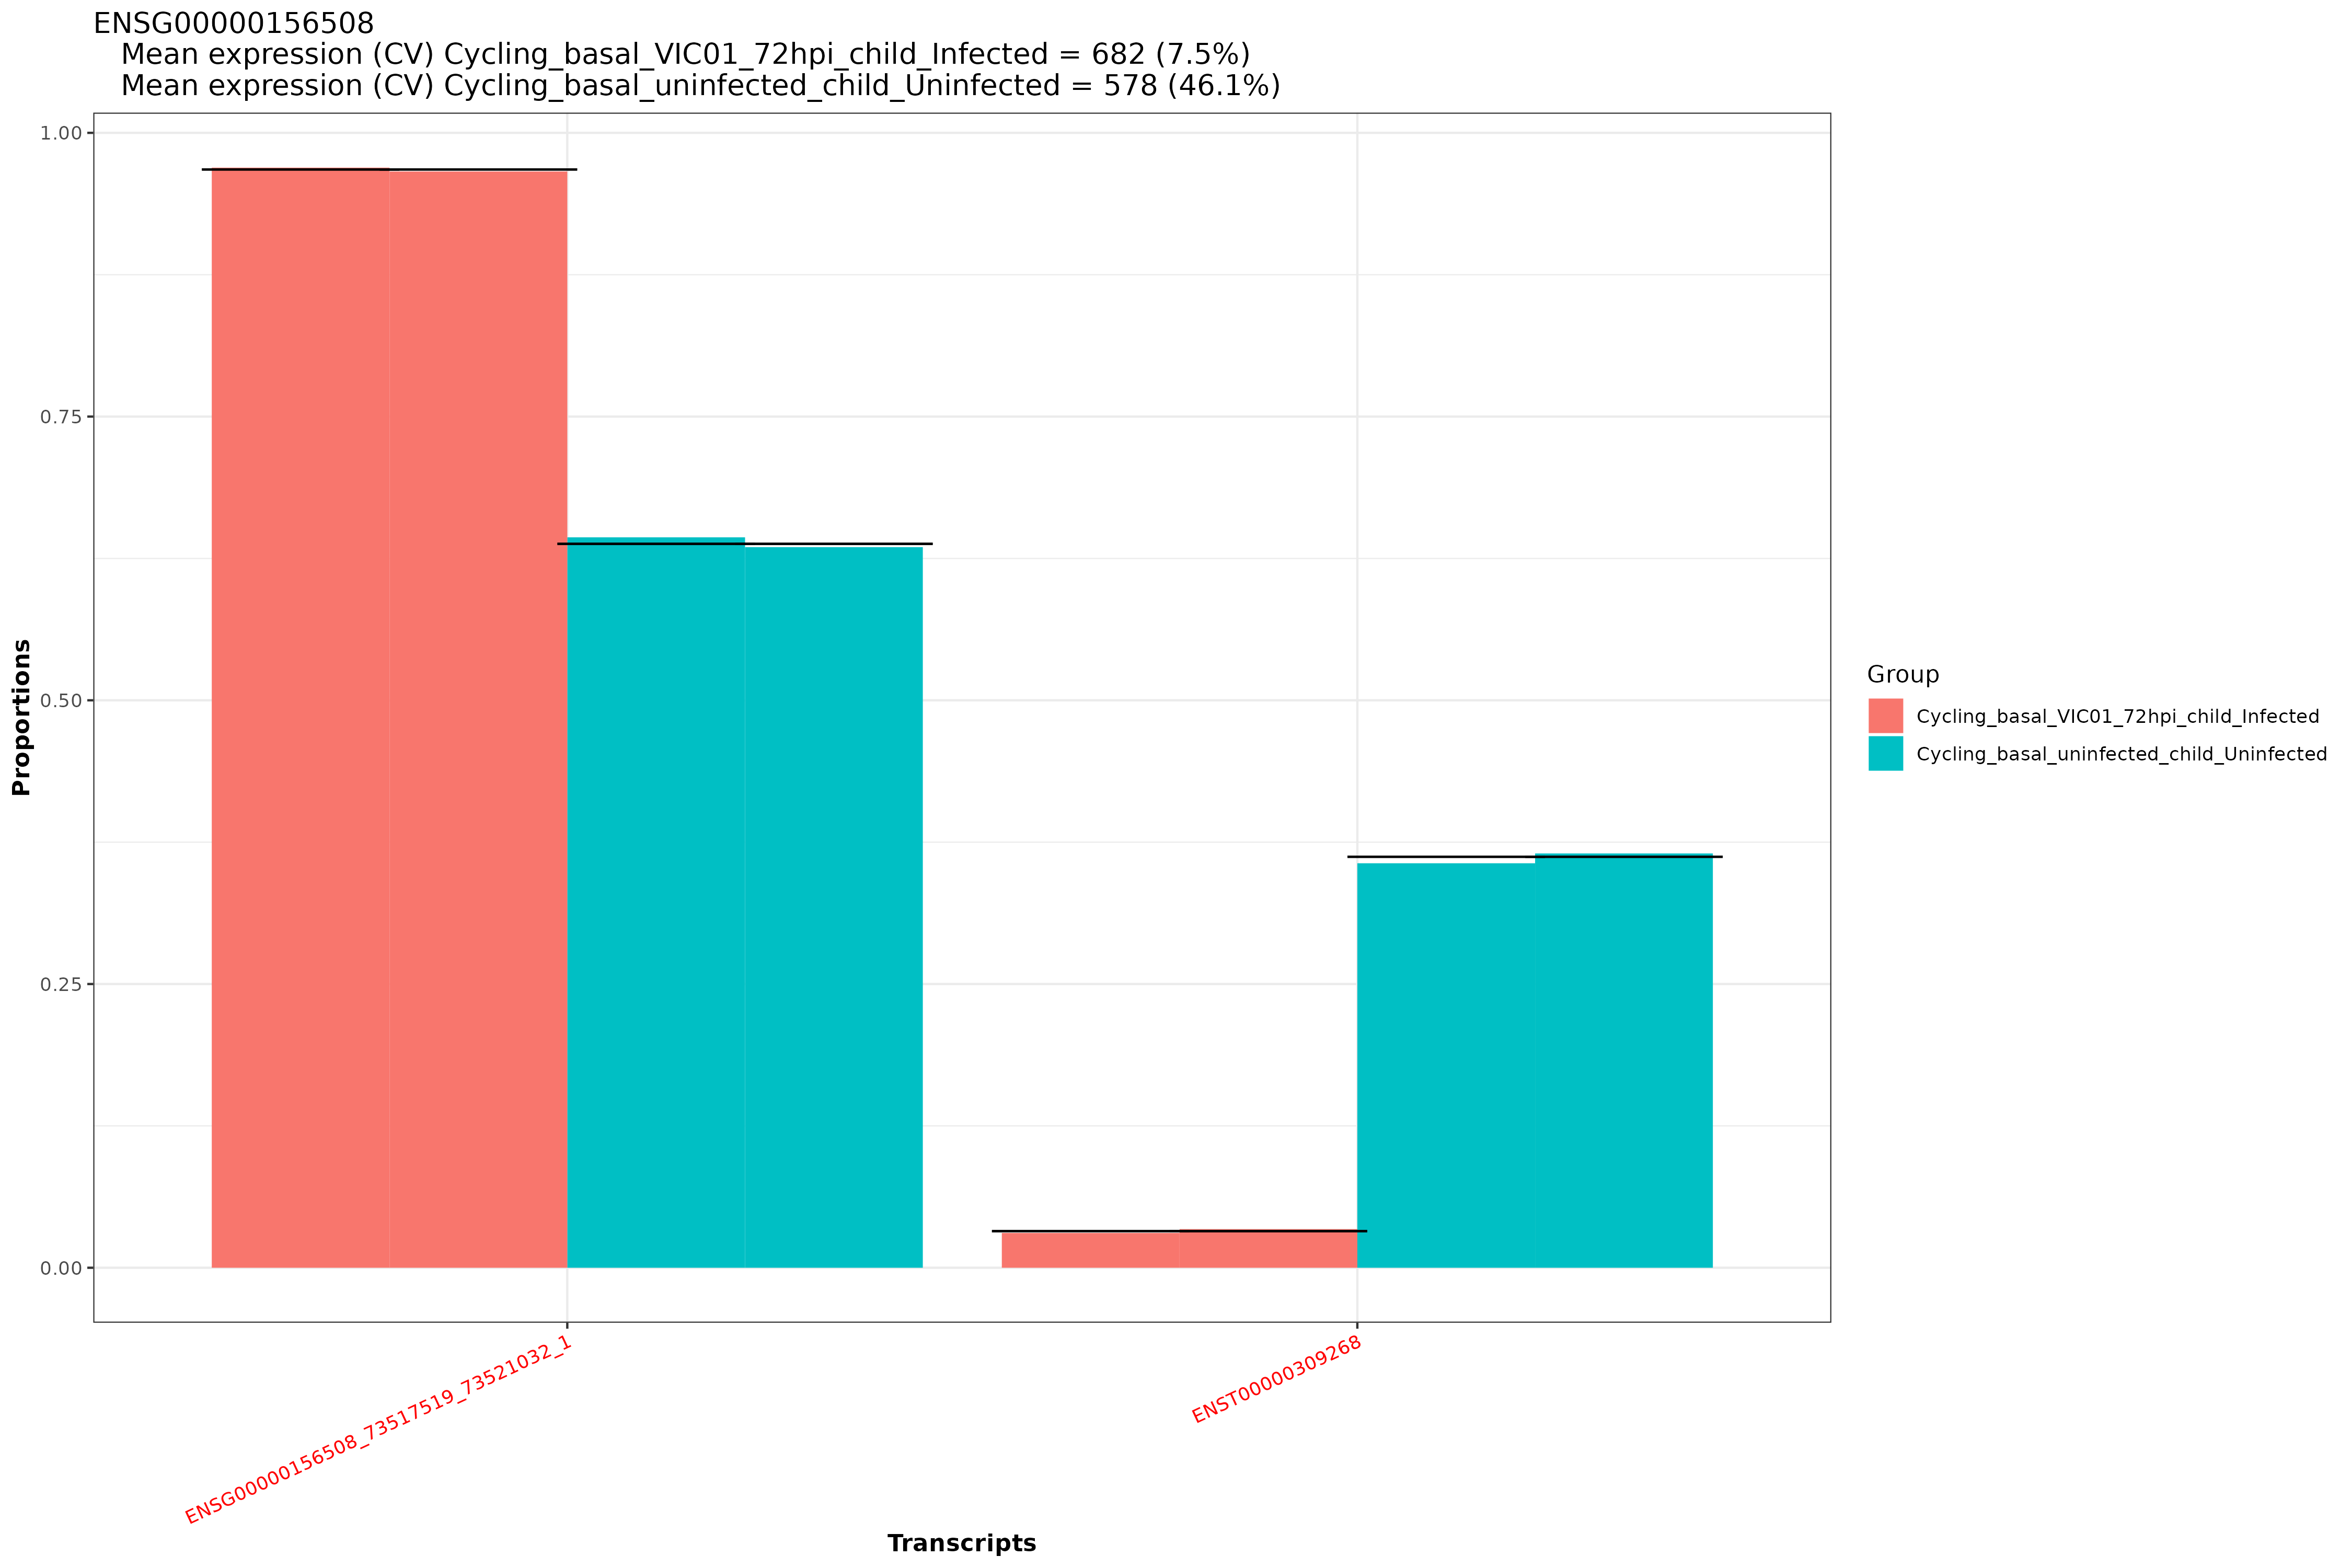 ENSG00000156508
Mean expression (CV) Cycling_basal_VIC01_72hpi_child_Infected = 682 (7.5%)
Mean expression (CV) Cycling_basal_uninfected_child_Uninfected = 578 (46.1%)
Proportions
1.00
0.75
0.50
0.25
0.00
ENSG00000156508_73517519_73521032_1
ENST00000309268
Transcripts
Group
Cycling_basal_VIC01_72hpi_child_Infected
Cycling_basal_uninfected_child_Uninfected